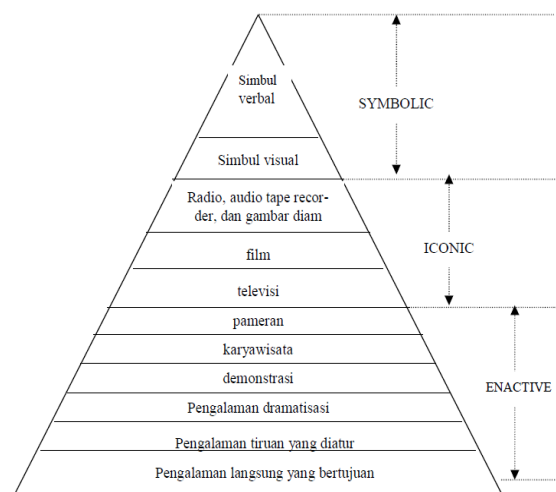 Simbul
verbal
SYMBOLIC
Simbul visual
Radio, audio tape recor-
der, dan gambar diam
ICONIC
film
televisi
pameran
karyawisata
demonstrasi
ENACTIVE
Pengalaman dramatisasi
Pengalaman tiruan yang diatur
Pengalaman langsung yang bertujuan